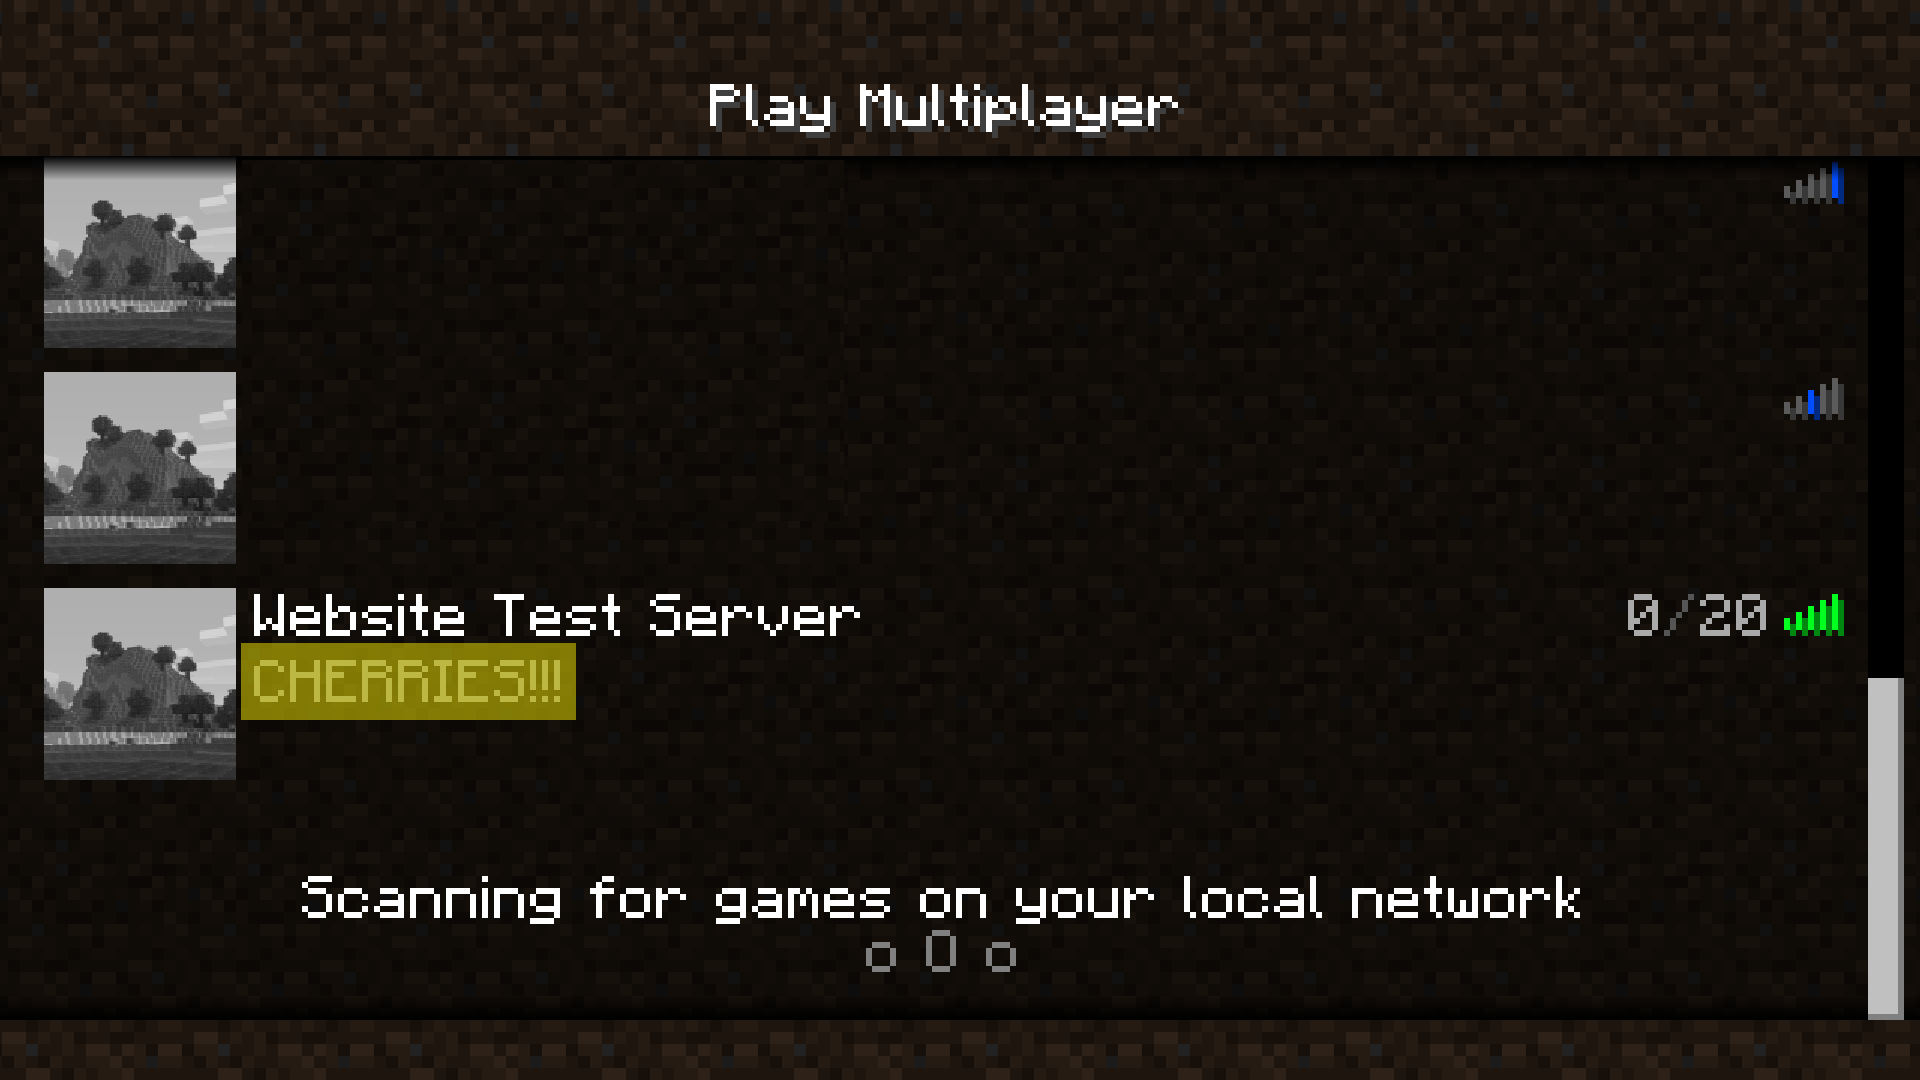 Play Multiplayer
Website Test Server
0/20
CHERRIES!!!
Scanning for games on your local network
o O o